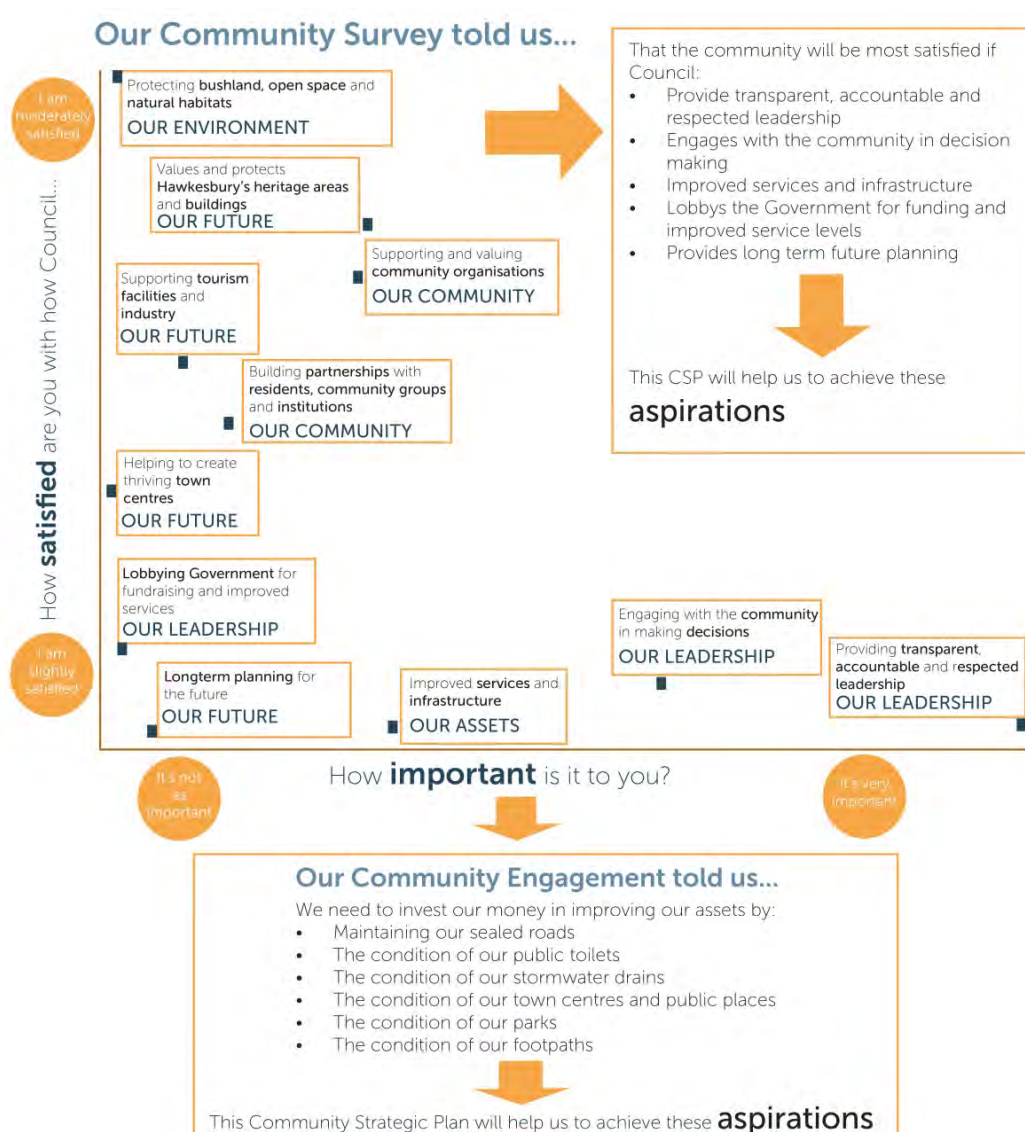 Our Community Survey told us...
I am
moderately
satisfied
How satisfied are you with how Council...
I am
slightly
satisfied
Protecting bushland, open space and
natural habitats
OUR ENVIRONMENT
Values and protects
Hawkesbury's heritage areas
and buildings
OUR FUTURE
Supporting and valuing
community organisations
OUR COMMUNITY
Supporting tourism
facilities and
industry
OUR FUTURE
Building partnerships with
residents, community groups
and institutions
OUR COMMUNITY
Helping to create
thriving town
centres
OUR FUTURE
Lobbying Government for
fundraising and improved
services
OUR LEADERSHIP
Longterm planning for
the future
OUR FUTURE
Improved services and
infrastructure
OUR ASSETS
Engaging with the community
in making decisions
OUR LEADERSHIP
Providing transparent,
accountable and respected
leadership
OUR LEADERSHIP
That the community will be most satisfied if
Council:
• Provide transparent, accountable and
respected leadership
• Engages with the community in decision
making
• Improved services and infrastructure
• Lobbys the Government for funding and
improved service levels
• Provides long term future planning
This CSP will help us to achieve these
aspirations
It's not
as
important
How important is it to you?
It's very
important
Our Community Engagement told us...
We need to invest our money in improving our assets by:
• Maintaining our sealed roads
• The condition of our public toilets
• The condition of our stormwater drains
• The condition of our town centres and public places
• The condition of our parks
• The condition of our footpaths
This Community Strategic Plan will help us to achieve these aspirations